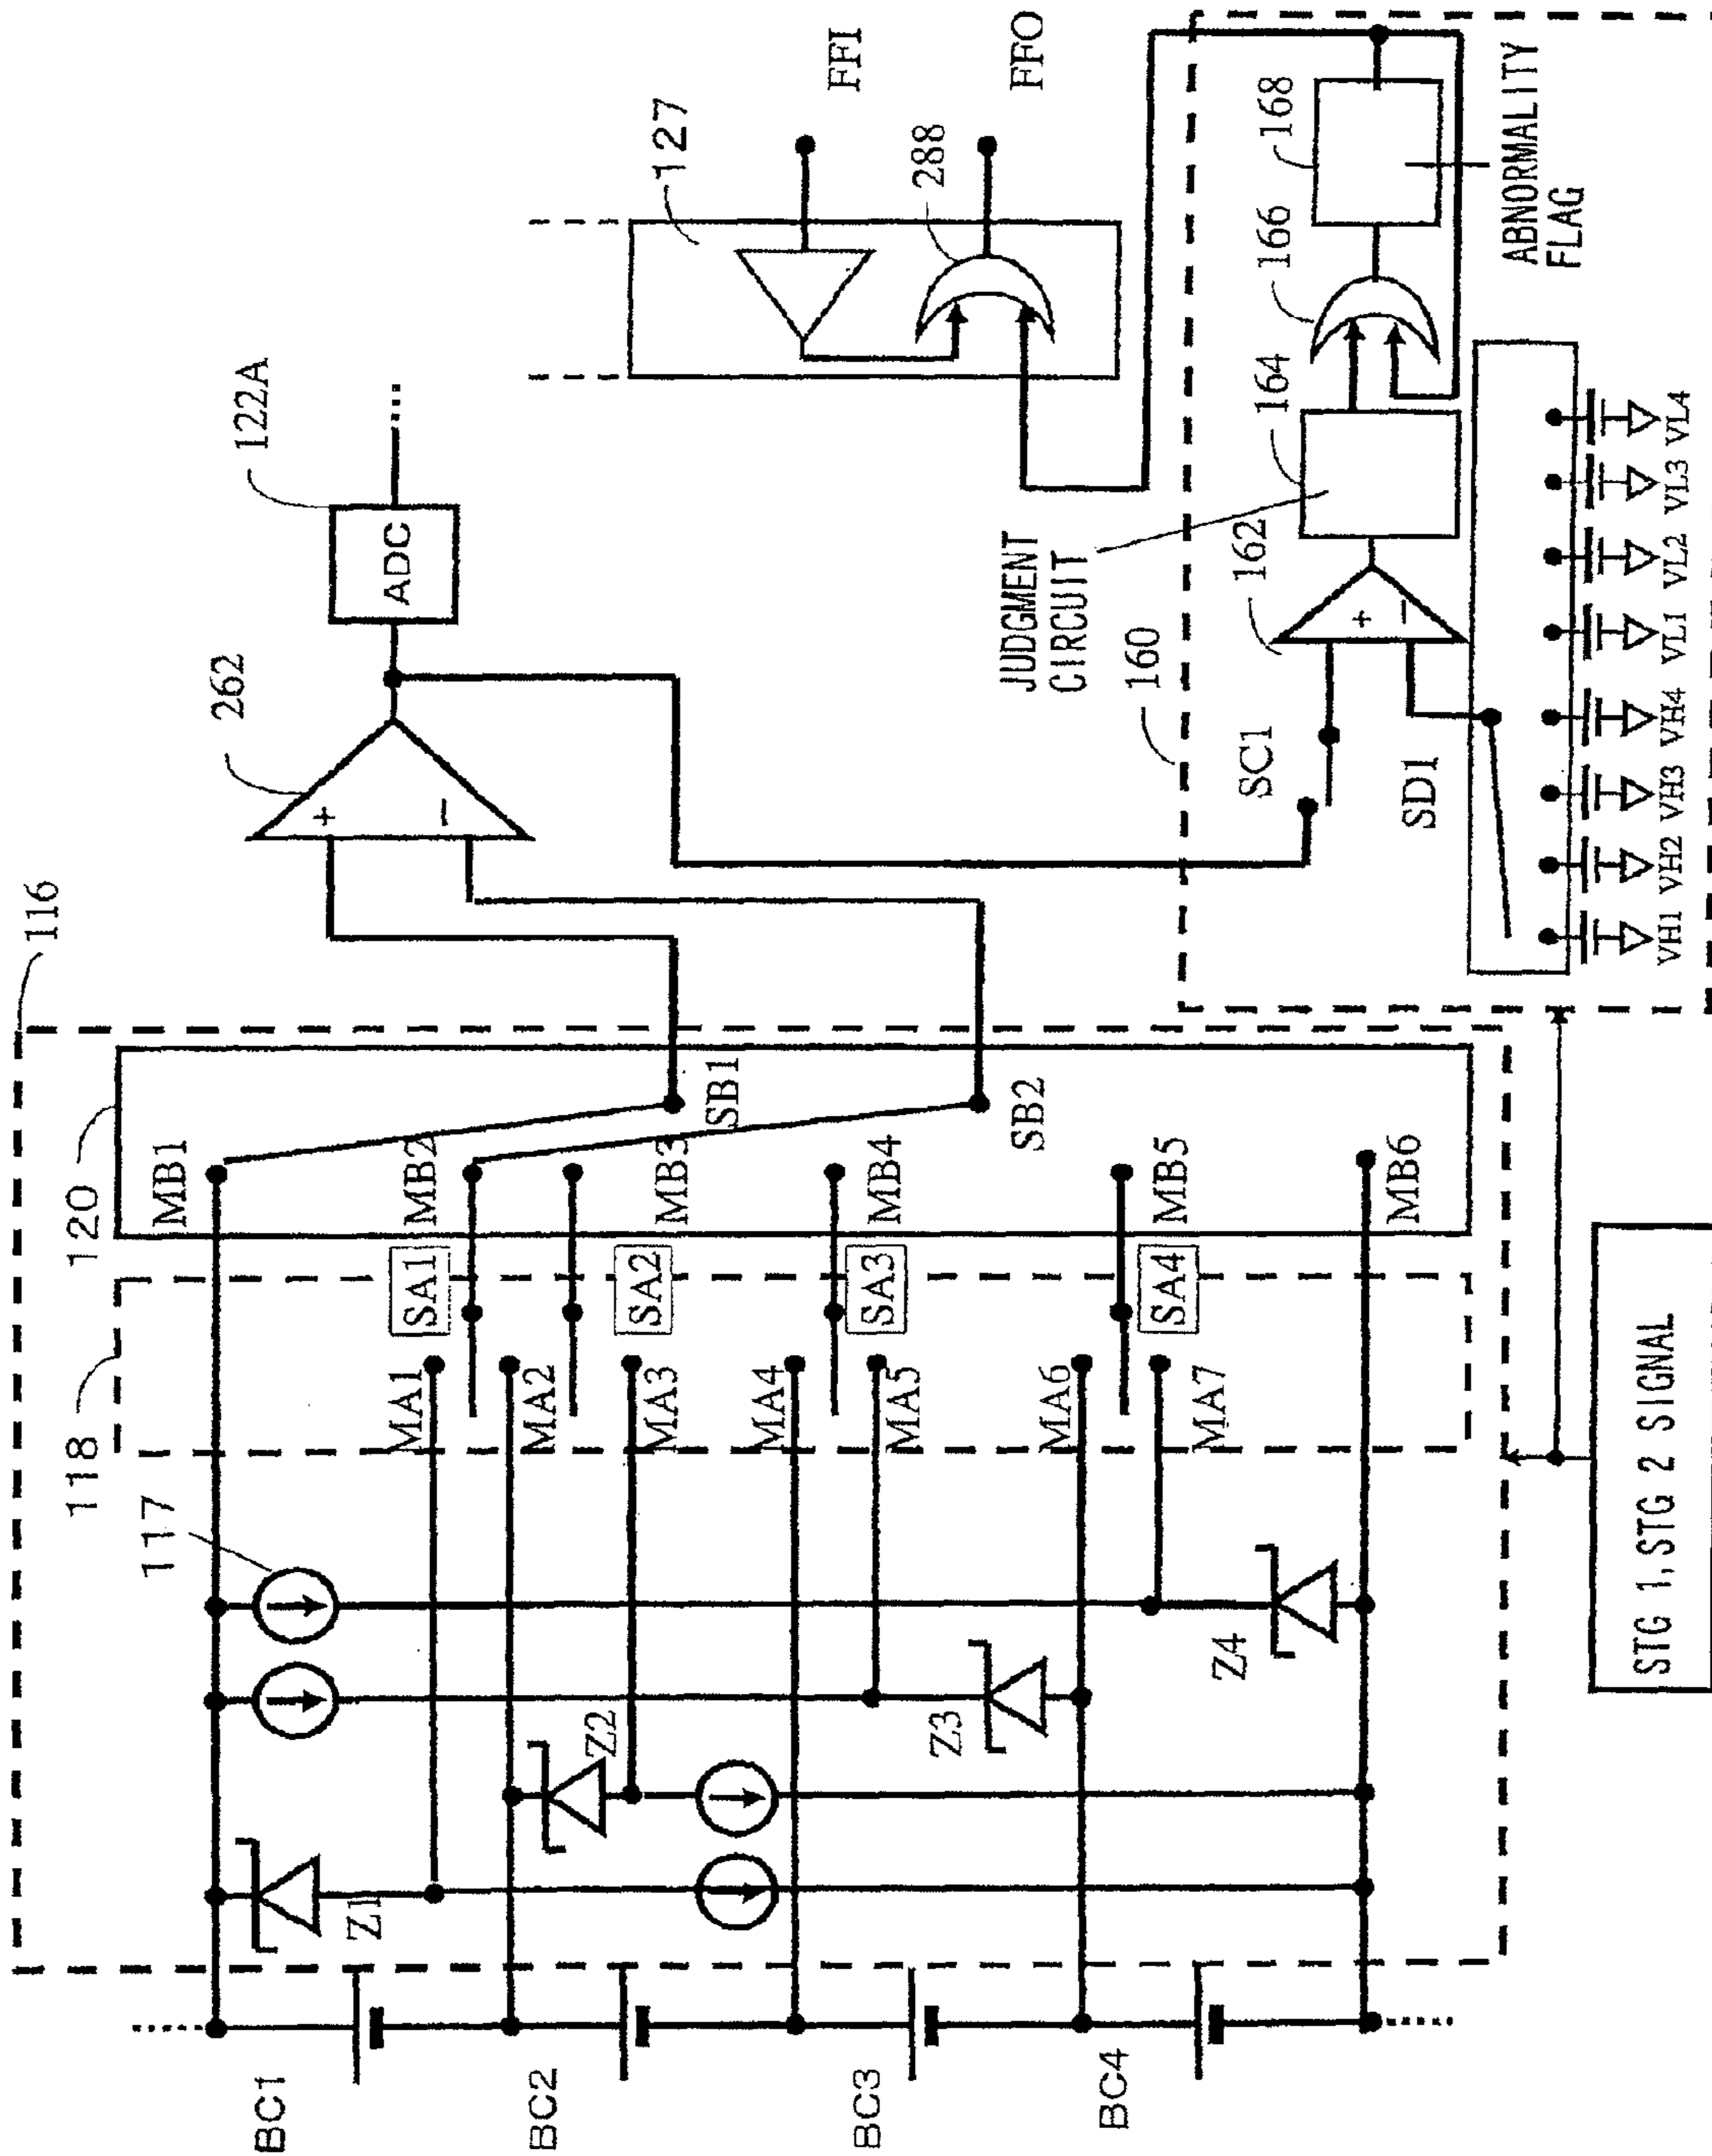 116
120
118
117
MB1
MB2
MB3
MB4
MB5
MB6
SB1
SB2
SA1
SA2
SA3
SA4
MA1
MA2
MA3
MA4
MA5
MA6
MA7
Z1
Z2
Z3
Z4
BC1
BC2
BC3
BC4
262
+
−
122A
ADC
127
FFI
288
FFO
160
SC1
SD1
JUDGMENT
CIRCUIT
162
+
−
164
166
168
ABNORMALITY
FLAG
VH1 VH2 VH3 VH4 VL1 VL2 VL3 VL4
STG 1, STG 2 SIGNAL